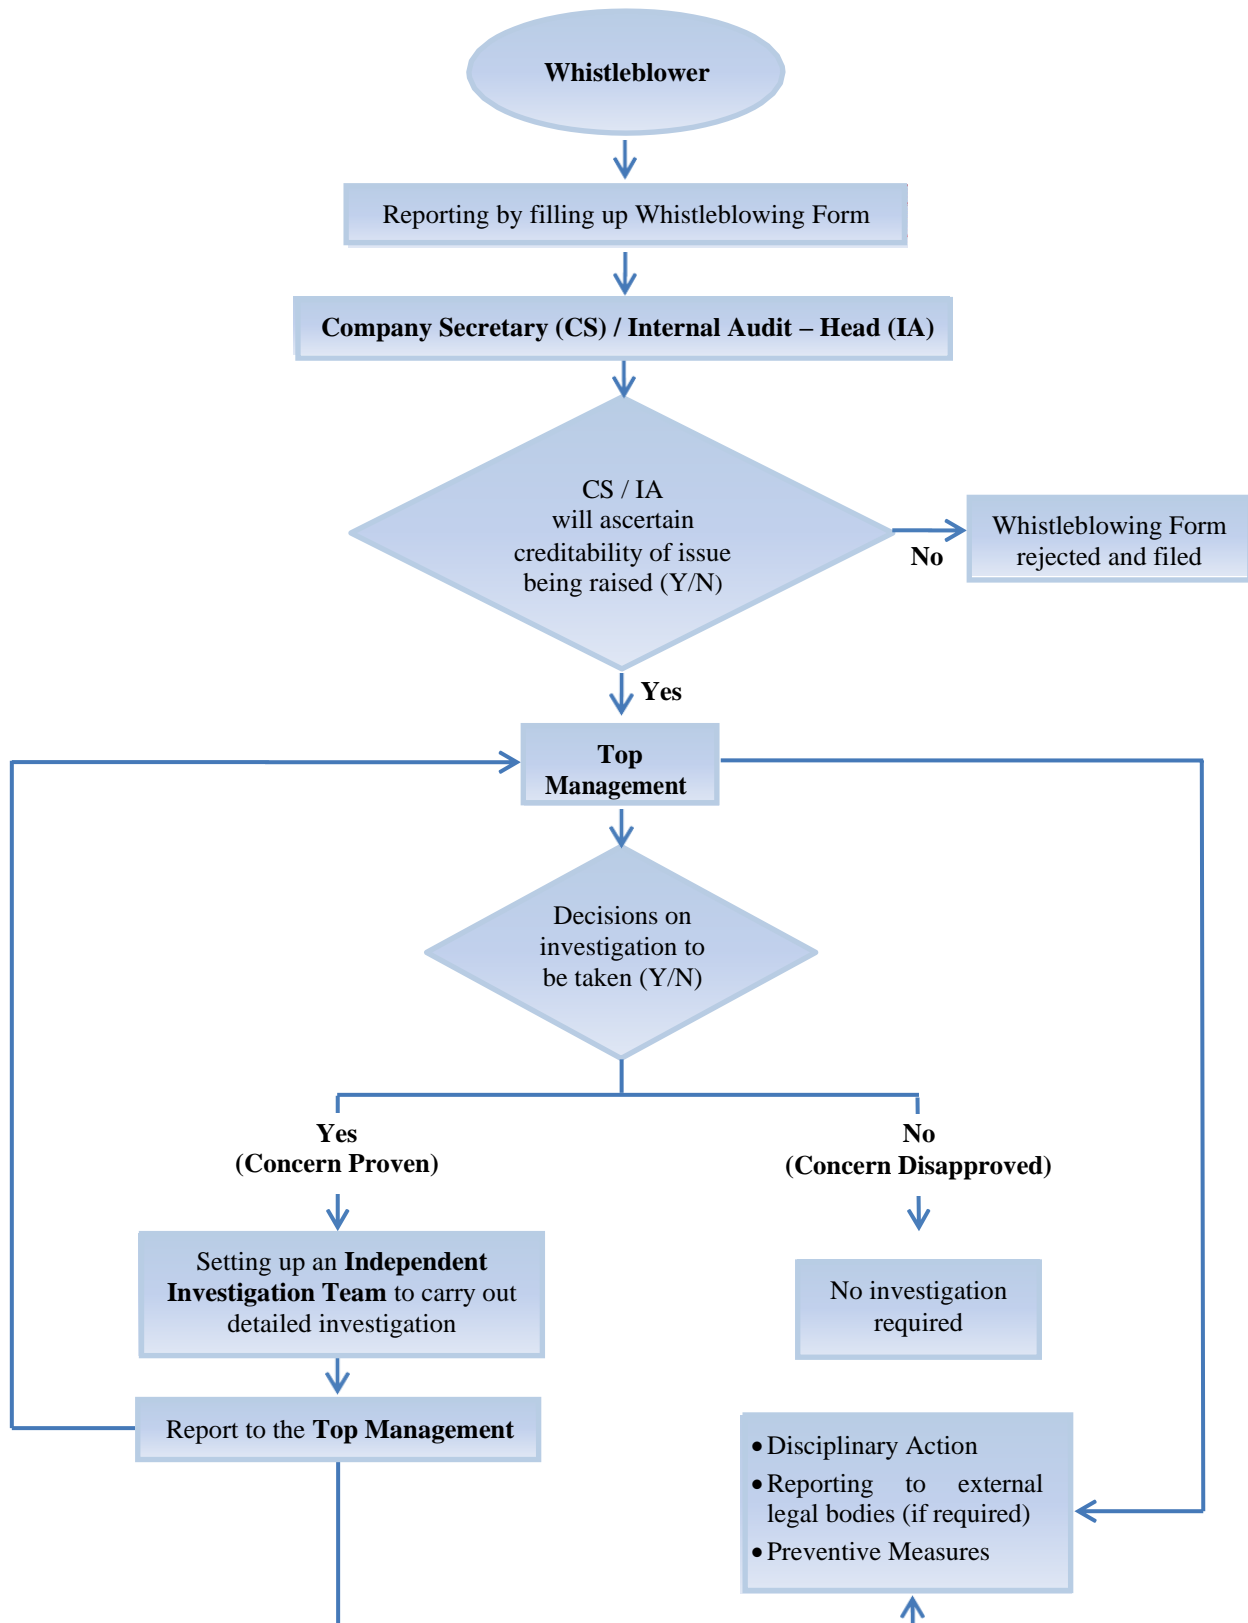 Whistleblower
Reporting by filling up Whistleblowing Form
Company Secretary (CS) / Internal Audit – Head (IA)
CS / IA
will ascertain
creditability of issue
being raised (Y/N)
No
Whistleblowing Form
rejected and filed
Yes
Top
Management
Decisions on
investigation to
be taken (Y/N)
Yes
(Concern Proven)
No
(Concern Disapproved)
Setting up an Independent
Investigation Team to carry out
detailed investigation
No investigation
required
Report to the Top Management
• Disciplinary Action
• Reporting to external
legal bodies (if required)
• Preventive Measures